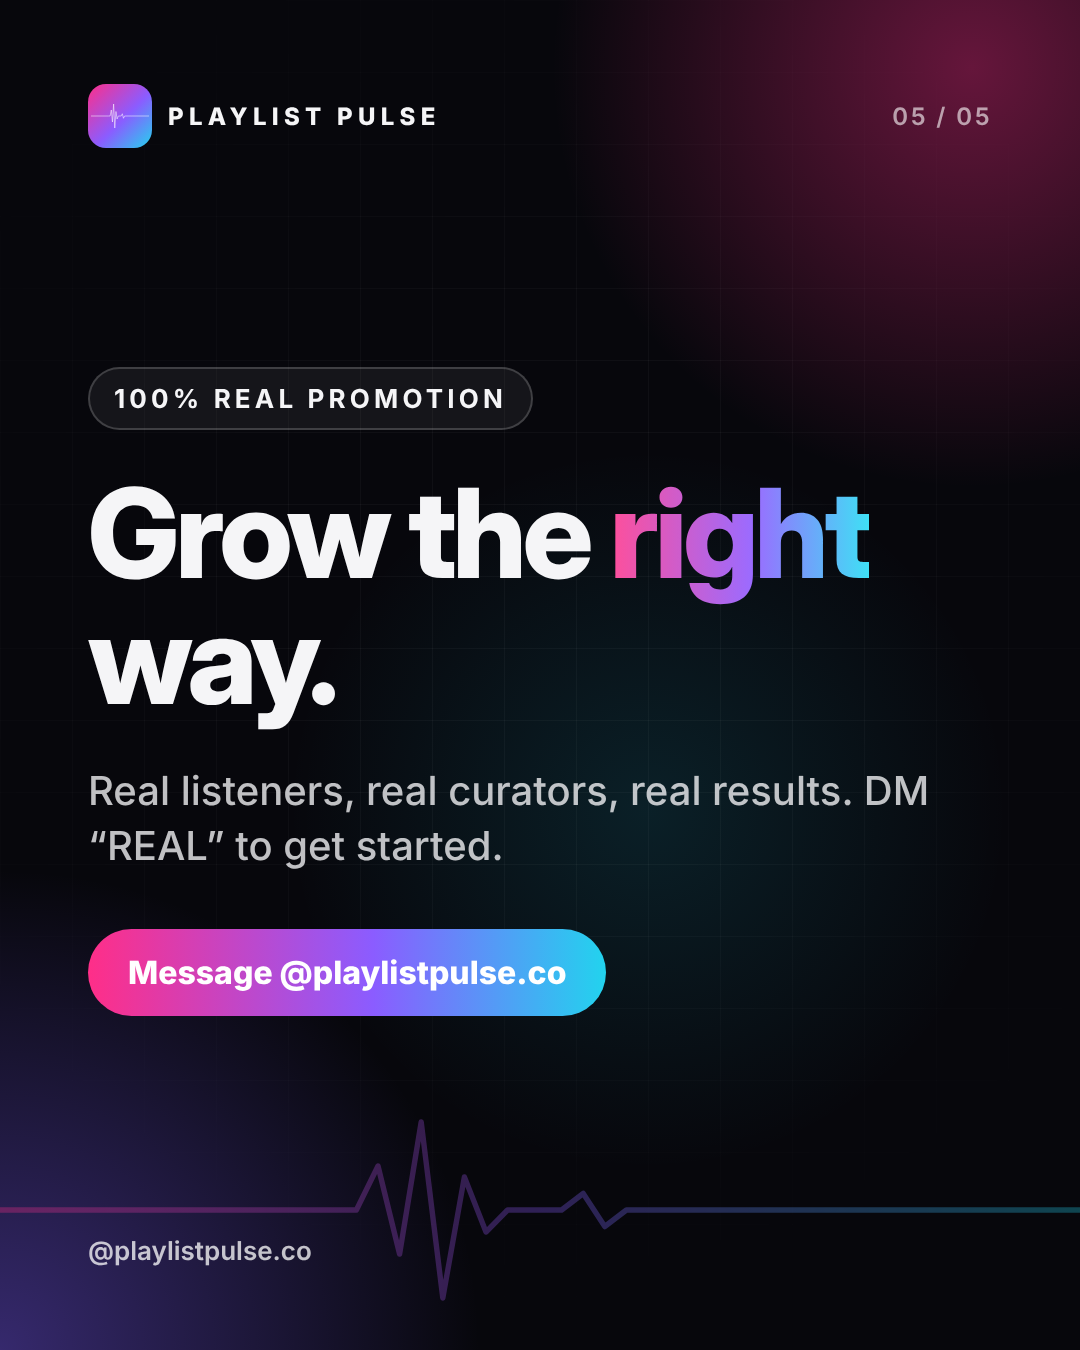 PLAYLIST PULSE
05 / 05
100% REAL PROMOTION
Grow the right
way.
Real listeners, real curators, real results. DM
“REAL” to get started.
Message @playlistpulse.co
@playlistpulse.co